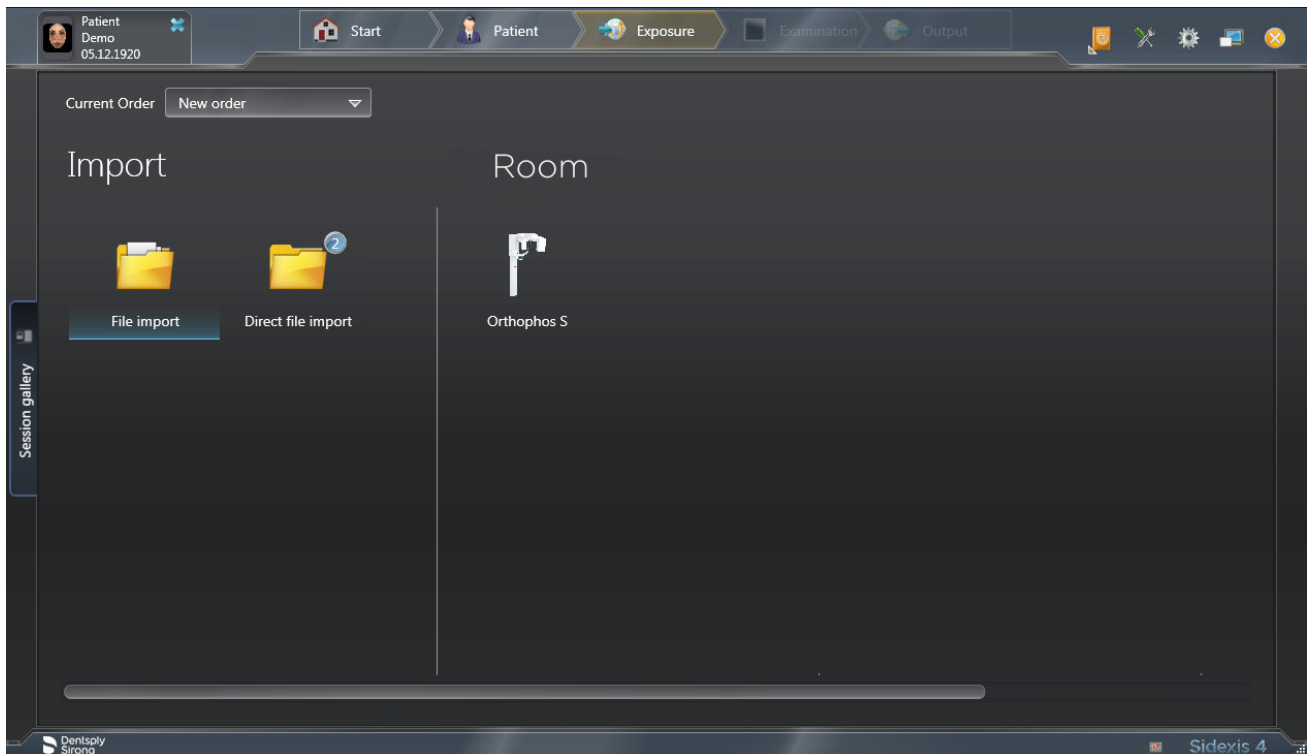 Patient
Demo
05.12.1920
Start
Patient
Exposure
Examination
Output
Current Order
New order
Import
Room
2
File import
Direct file import
Orthophos S
Session gallery
Dentsply
Sirona
Sidexis 4